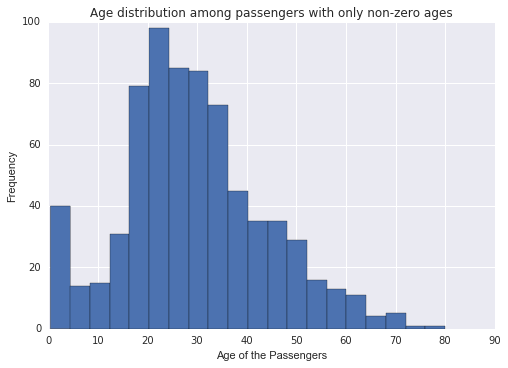 Age distribution among passengers with only non-zero ages
Frequency
100
80
60
40
20
0
0 10 20 30 40 50 60 70 80 90
Age of the Passengers